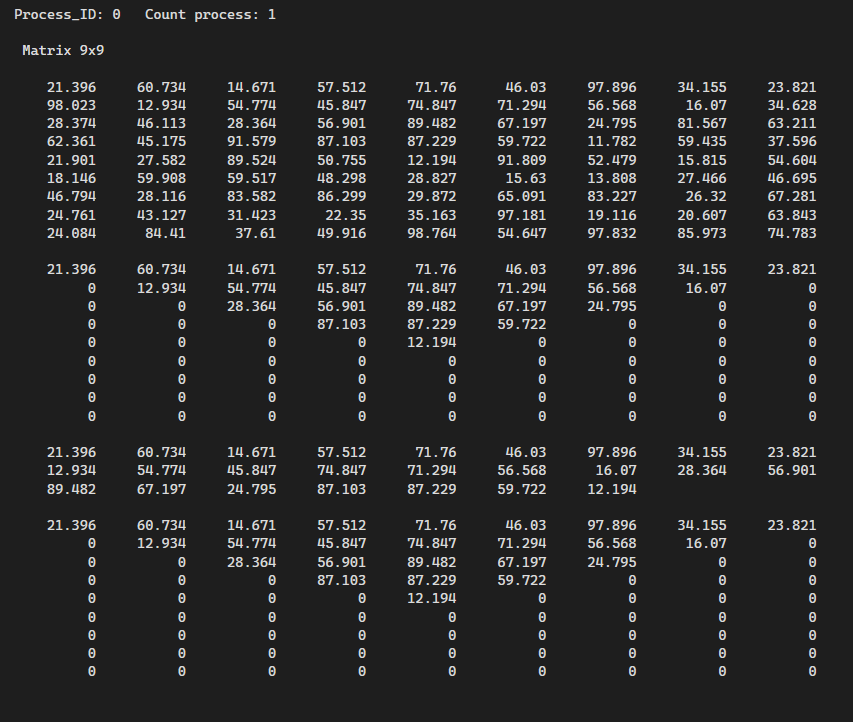 Process_ID: 0   Count process: 1
Matrix 9x9
21.396 60.734 14.671 57.512 71.76 46.03 97.896 34.155 23.821
98.023 12.934 54.774 45.847 74.847 71.294 56.568 16.07 34.628
28.374 46.113 28.364 56.901 89.482 67.197 24.795 81.567 63.211
62.361 45.175 91.579 87.103 87.229 59.722 11.782 59.435 37.596
21.901 27.582 89.524 50.755 12.194 91.809 52.479 15.815 54.604
18.146 59.908 59.517 48.298 28.827 15.63 13.808 27.466 46.695
46.794 28.116 83.582 86.299 29.872 65.091 83.227 26.32 67.281
24.761 43.127 31.423 22.35 35.163 97.181 19.116 20.607 63.843
24.084 84.41 37.61 49.916 98.764 54.647 97.832 85.973 74.783
21.396 60.734 14.671 57.512 71.76 46.03 97.896 34.155 23.821
0 12.934 54.774 45.847 74.847 71.294 56.568 16.07 0
0 0 28.364 56.901 89.482 67.197 24.795 0 0
0 0 0 87.103 87.229 59.722 0 0 0
0 0 0 0 12.194 0 0 0 0
0 0 0 0 0 0 0 0 0
0 0 0 0 0 0 0 0 0
0 0 0 0 0 0 0 0 0
0 0 0 0 0 0 0 0 0
21.396 60.734 14.671 57.512 71.76 46.03 97.896 34.155 23.821
12.934 54.774 45.847 74.847 71.294 56.568 16.07 28.364 56.901
89.482 67.197 24.795 87.103 87.229 59.722 12.194
21.396 60.734 14.671 57.512 71.76 46.03 97.896 34.155 23.821
0 12.934 54.774 45.847 74.847 71.294 56.568 16.07 0
0 0 28.364 56.901 89.482 67.197 24.795 0 0
0 0 0 87.103 87.229 59.722 0 0 0
0 0 0 0 12.194 0 0 0 0
0 0 0 0 0 0 0 0 0
0 0 0 0 0 0 0 0 0
0 0 0 0 0 0 0 0 0
0 0 0 0 0 0 0 0 0